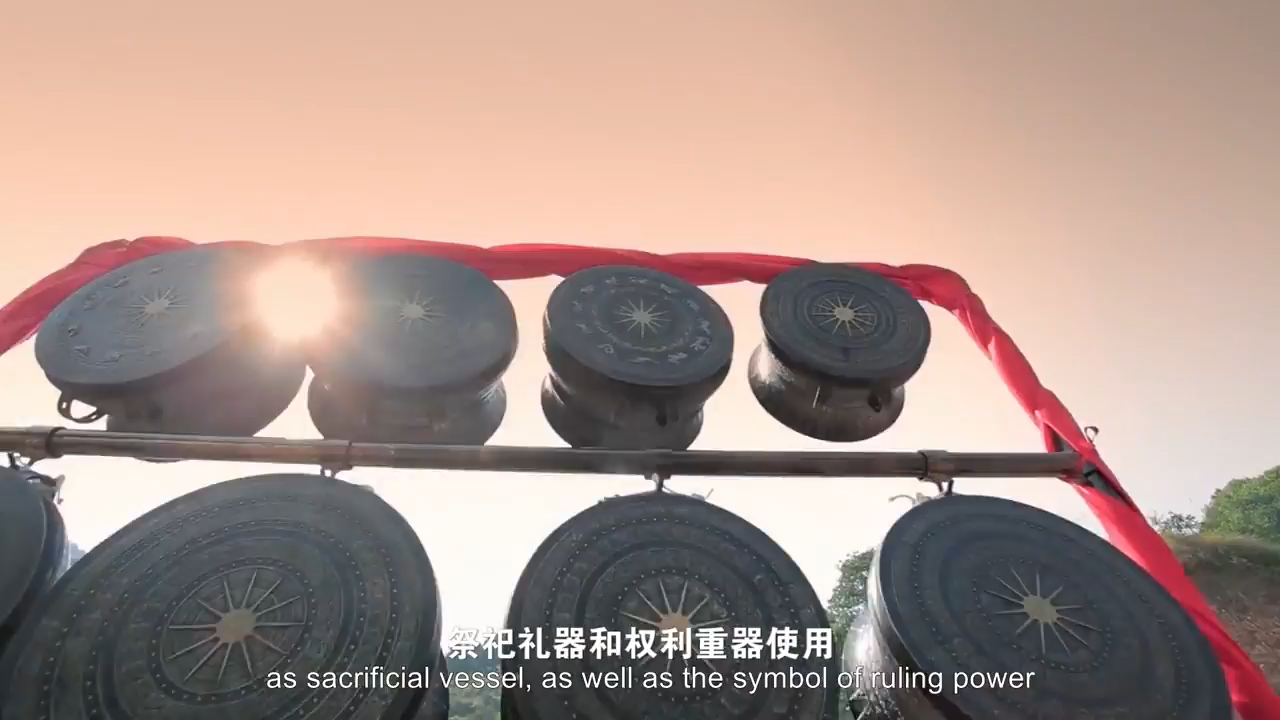 祭祀礼器和权利重器使用
as sacrificial vessel, as well as the symbol of ruling power